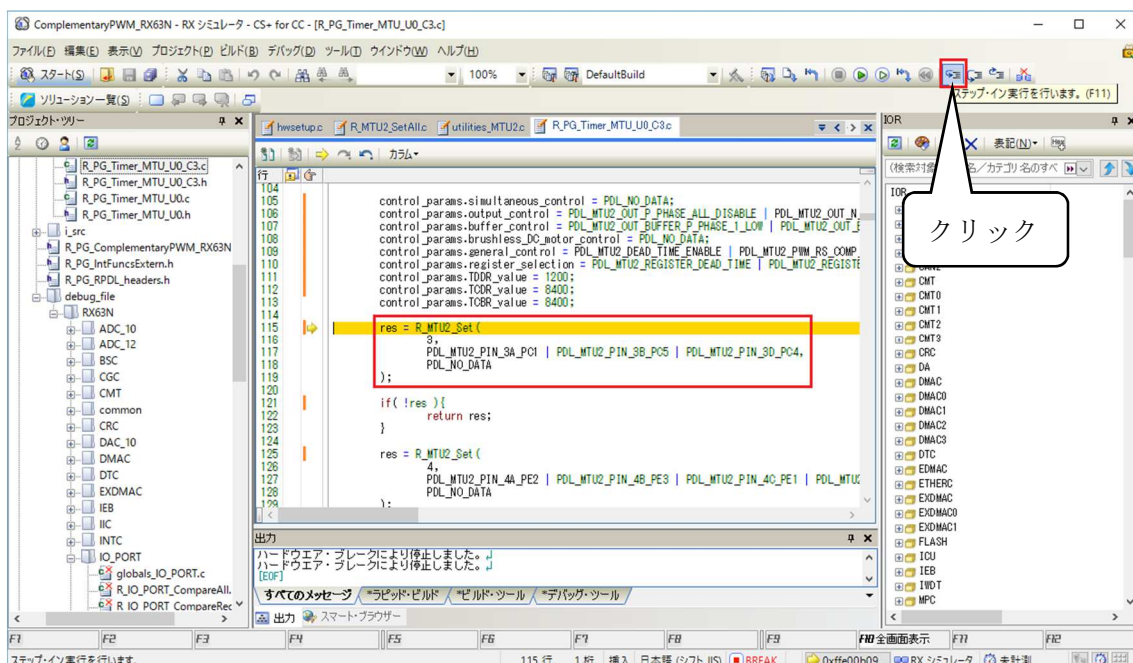 ComplementaryPWM_RX63N - RX シミュレータ - CS+ for CC - [R_PG_Timer_MTU_U0_C3.c]
ファイル(F) 編集(E) 表示(V) プロジェクト(P) ビルド(B) デバッグ(D) ツール(T) ウインドウ(W) ヘルプ(H)
スタート(S) 100% DefaultBuild
ステップ・イン実行を行います。(F11)
ソリューション一覧(S)
プロジェクト・ツリー
R_PG_Timer_MTU_U0_C3.c
R_PG_Timer_MTU_U0_C3.h
R_PG_Timer_MTU_U0.c
R_PG_Timer_MTU_U0.h
i_src
R_PG_ComplementaryPWM_RX63N
R_PG_IntFuncsExtern.h
R_PG_RPDL_headers.h
debug_file
RX63N
ADC_10
ADC_12
BSC
CGC
CMT
common
CRC
DAC_10
DMAC
DTC
EXDMAC
IEB
IIC
INTC
IO_PORT
globals_IO_PORT.c
R_IO_PORT_CompareAll.
R_IO_PORT_CompareRec
hwsetup.c R_MTU2_SetAll.c utilities_MTU2.c R_PG_Timer_MTU_U0_C3.c
カラム
行
104
105 control_params.simultaneous_control = PDL_NO_DATA;
106 control_params.output_control = PDL_MTU2_OUT_P_PHASE_ALL_DISABLE | PDL_MTU2_OUT_N_
107 control_params.buffer_control = PDL_MTU2_OUT_BUFFER_P_PHASE_1_LOW | PDL_MTU2_OUT_B
108 control_params.brushless_DC_motor_control = PDL_NO_DATA;
109 control_params.general_control = PDL_MTU2_DEAD_TIME_ENABLE | PDL_MTU2_PWM_RS_COMP_
110 control_params.register_selection = PDL_MTU2_REGISTER_DEAD_TIME | PDL_MTU2_REGISTE
111 control_params.TDDR_value = 1200;
112 control_params.TCDR_value = 8400;
113 control_params.TCBR_value = 8400;
114
115 res = R_MTU2_Set(
116 3,
117 PDL_MTU2_PIN_3A_PC1 | PDL_MTU2_PIN_3B_PC5 | PDL_MTU2_PIN_3D_PC4,
118 PDL_NO_DATA
119 );
120
121 if( !res ){
122 return res;
123 }
124
125 res = R_MTU2_Set(
126 4,
127 PDL_MTU2_PIN_4A_PE2 | PDL_MTU2_PIN_4B_PE3 | PDL_MTU2_PIN_4C_PE1 | PDL_MTU2
128 PDL_NO_DATA
129 );
出力
ハードウエア・ブレークにより停止しました。
ハードウエア・ブレークにより停止しました。
[EOF]
すべてのメッセージ *ラピッド・ビルド *ビルド・ツール *デバッグ・ツール
出力 スマート・ブラウザー
IOR
表記(N)
クリック
IOR
CMT
CMT0
CMT1
CMT2
CMT3
CRC
DA
DMAC
DMAC0
DMAC1
DMAC2
DMAC3
DTC
EDMAC
ETHERC
EXDMAC
EXDMAC0
EXDMAC1
FLASH
ICU
IEB
IWDT
MPC
F1 F2 F3 F4 F5 F6 F7 F8 F9 F10 全画面表示 F11 F12
ステップ・イン実行を行います。 115 行 1 桁 挿入 日本語 (シフト JIS) BREAK 0xffe00b09 RX シミュレータ 未計測